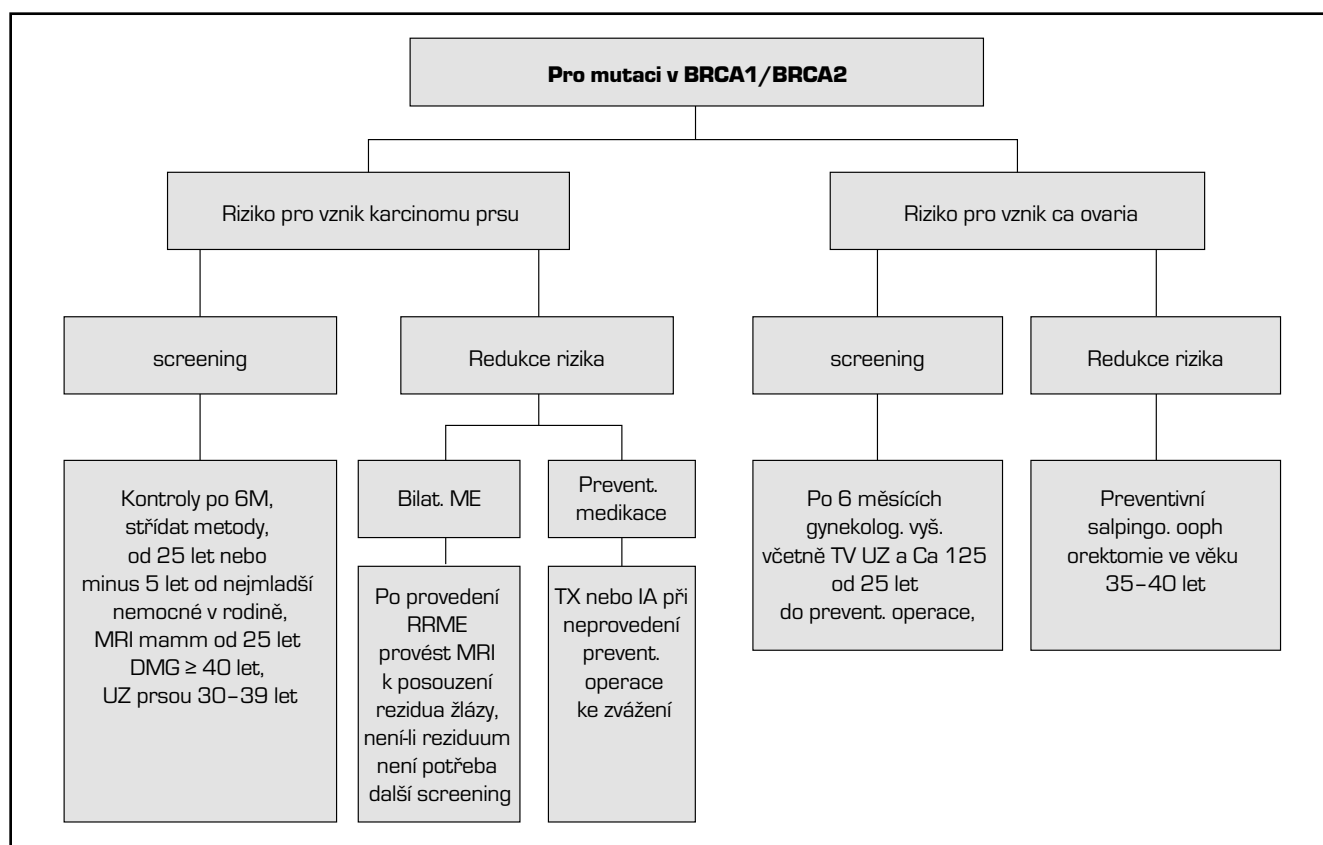 Pro mutaci v BRCA1/BRCA2
Riziko pro vznik karcinomu prsu
Riziko pro vznik ca ovaria
screening
Redukce rizika
screening
Redukce rizika
Kontroly po 6M,
střídat metody,
od 25 let nebo
minus 5 let od nejmladší
nemocné v rodině,
MRI mamm od 25 let
DMG ≥ 40 let,
UZ prsou 30–39 let
Bilat. ME
Po provedení
RRME
provést MRI
k posouzení
rezidua žlázy,
není-li reziduum
není potřeba
další screening
Prevent.
medikace
TX nebo IA při
neprovedení
prevent.
operace
ke zvážení
Po 6 měsících
gynekolog. vyš.
včetně TV UZ a Ca 125
od 25 let
do prevent. operace,
Preventivní
salpingo. ooph
orektomie ve věku
35–40 let